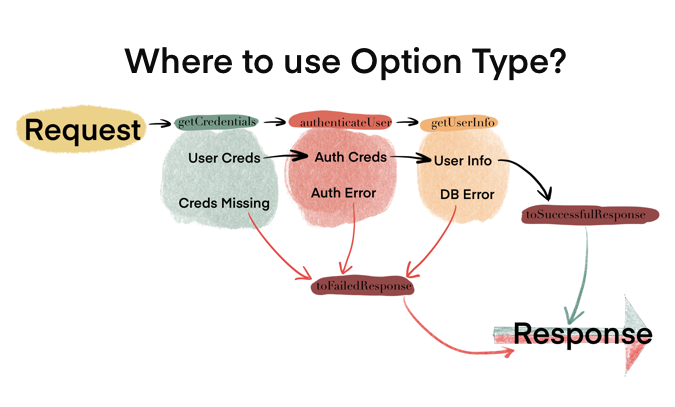 Where to use Option Type?
Request
getCredentials
authenticateUser
getUserInfo
User Creds
Auth Creds
User Info
Creds Missing
Auth Error
DB Error
toSuccessfulResponse
toFailedResponse
Response